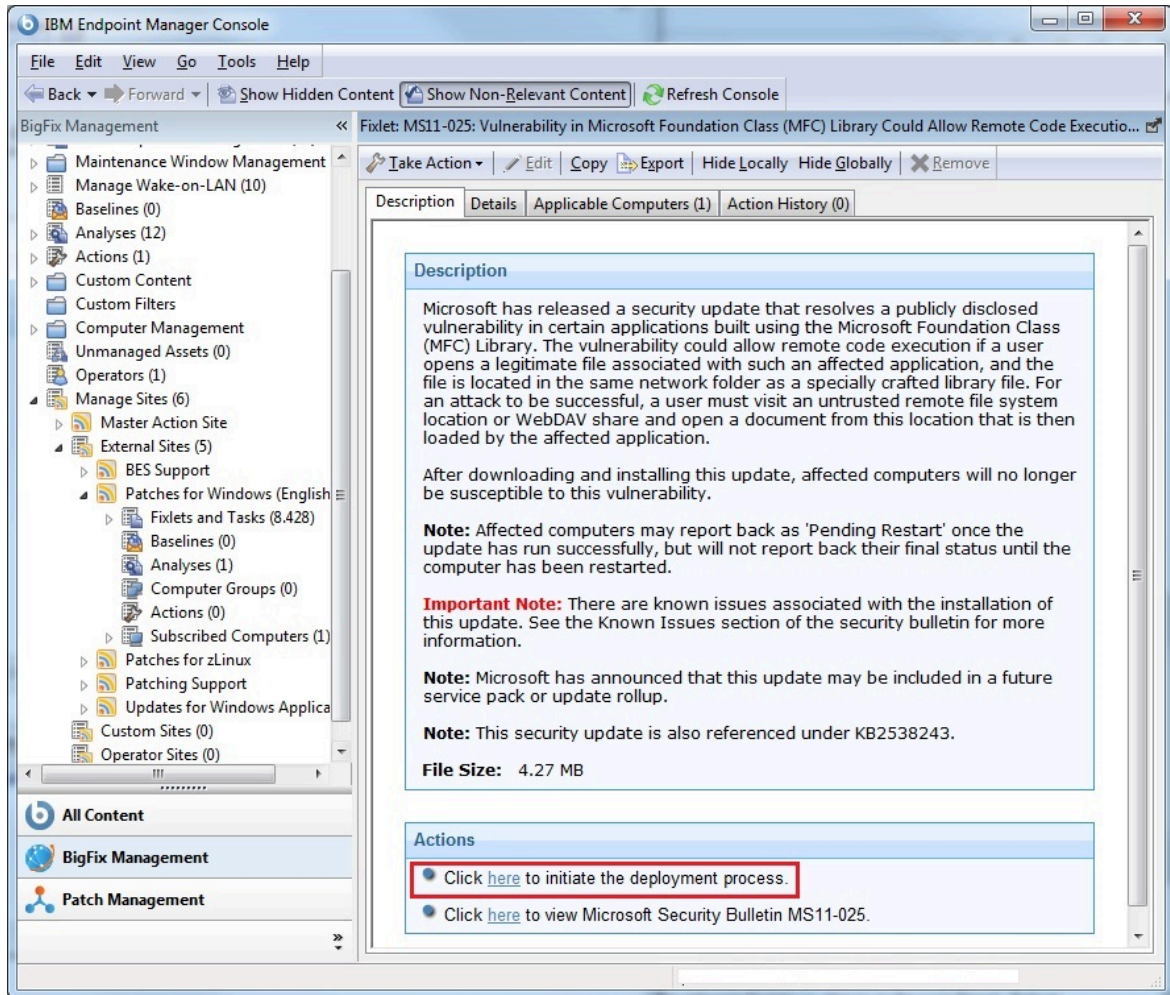 IBM Endpoint Manager Console
File Edit View Go Tools Help
Back Forward Show Hidden Content Show Non-Relevant Content Refresh Console
BigFix Management «
Maintenance Window Management
Manage Wake-on-LAN (10)
Baselines (0)
Analyses (12)
Actions (1)
Custom Content
Custom Filters
Computer Management
Unmanaged Assets (0)
Operators (1)
Manage Sites (6)
Master Action Site
External Sites (5)
BES Support
Patches for Windows (English
Fixlets and Tasks (8.428)
Baselines (0)
Analyses (1)
Computer Groups (0)
Actions (0)
Subscribed Computers (1)
Patches for zLinux
Patching Support
Updates for Windows Applica
Custom Sites (0)
Operator Sites (0)
All Content
BigFix Management
Patch Management
»
Fixlet: MS11-025: Vulnerability in Microsoft Foundation Class (MFC) Library Could Allow Remote Code Executio...
Take Action Edit Copy Export Hide Locally Hide Globally Remove
Description Details Applicable Computers (1) Action History (0)
Description
Microsoft has released a security update that resolves a publicly disclosed
vulnerability in certain applications built using the Microsoft Foundation Class
(MFC) Library. The vulnerability could allow remote code execution if a user
opens a legitimate file associated with such an affected application, and the
file is located in the same network folder as a specially crafted library file. For
an attack to be successful, a user must visit an untrusted remote file system
location or WebDAV share and open a document from this location that is then
loaded by the affected application.
After downloading and installing this update, affected computers will no longer
be susceptible to this vulnerability.
Note: Affected computers may report back as 'Pending Restart' once the
update has run successfully, but will not report back their final status until the
computer has been restarted.
Important Note: There are known issues associated with the installation of
this update. See the Known Issues section of the security bulletin for more
information.
Note: Microsoft has announced that this update may be included in a future
service pack or update rollup.
Note: This security update is also referenced under KB2538243.
File Size: 4.27 MB
Actions
Click here to initiate the deployment process.
Click here to view Microsoft Security Bulletin MS11-025.